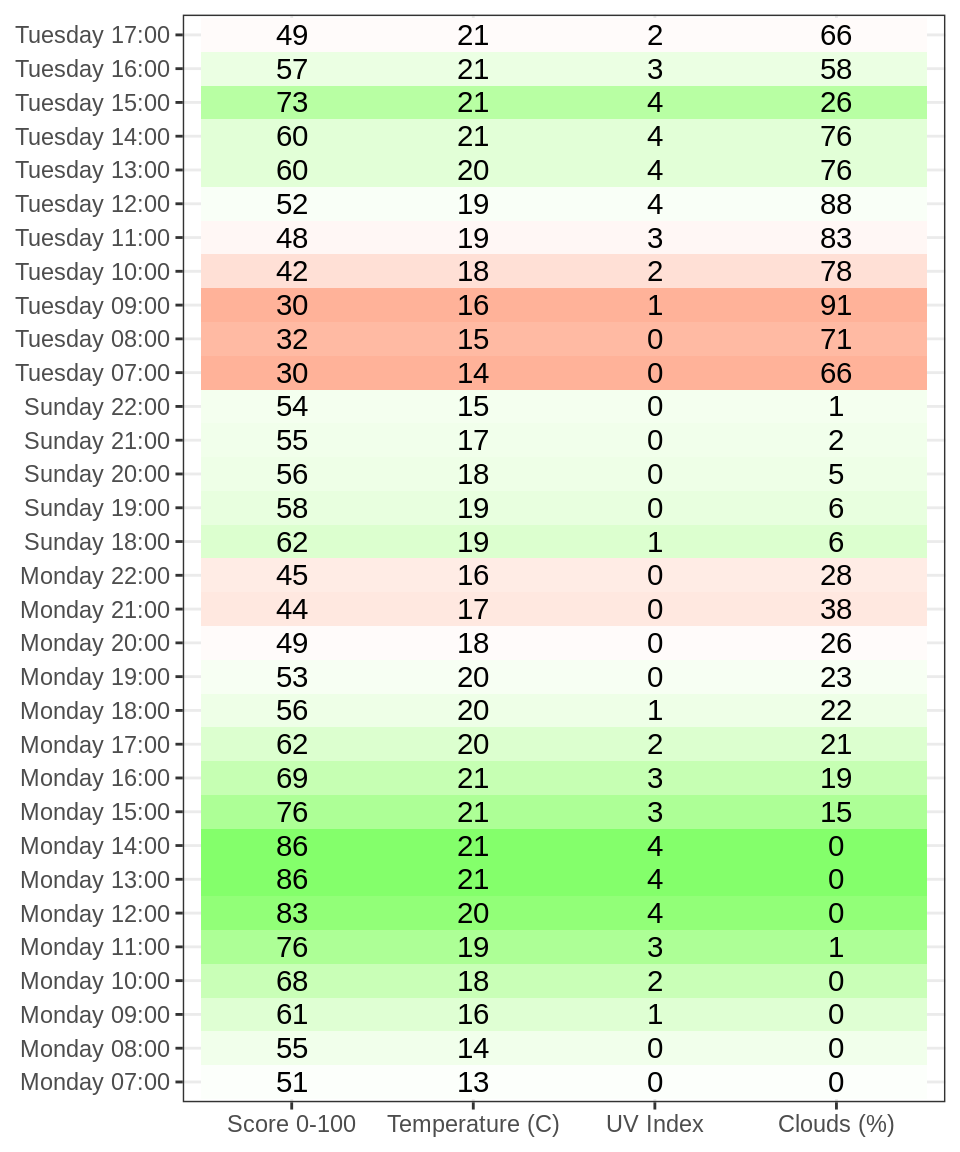 Tuesday 17:00 49 21 2 66
Tuesday 16:00 57 21 3 58
Tuesday 15:00 73 21 4 26
Tuesday 14:00 60 21 4 76
Tuesday 13:00 60 20 4 76
Tuesday 12:00 52 19 4 88
Tuesday 11:00 48 19 3 83
Tuesday 10:00 42 18 2 78
Tuesday 09:00 30 16 1 91
Tuesday 08:00 32 15 0 71
Tuesday 07:00 30 14 0 66
Sunday 22:00 54 15 0 1
Sunday 21:00 55 17 0 2
Sunday 20:00 56 18 0 5
Sunday 19:00 58 19 0 6
Sunday 18:00 62 19 1 6
Monday 22:00 45 16 0 28
Monday 21:00 44 17 0 38
Monday 20:00 49 18 0 26
Monday 19:00 53 20 0 23
Monday 18:00 56 20 1 22
Monday 17:00 62 20 2 21
Monday 16:00 69 21 3 19
Monday 15:00 76 21 3 15
Monday 14:00 86 21 4 0
Monday 13:00 86 21 4 0
Monday 12:00 83 20 4 0
Monday 11:00 76 19 3 1
Monday 10:00 68 18 2 0
Monday 09:00 61 16 1 0
Monday 08:00 55 14 0 0
Monday 07:00 51 13 0 0
Score 0-100 Temperature (C) UV Index Clouds (%)